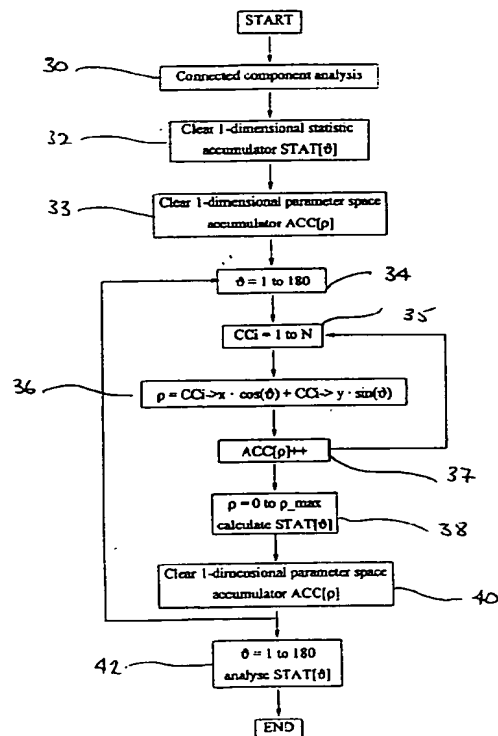 START
30
Connected component analysis
32
Clear 1-dimensional statistic
accumulator STAT[ϑ]
33
Clear 1-dimensional parameter space
accumulator ACC[ρ]
ϑ = 1 to 180
34
CCi = 1 to N
35
36
ρ = CCi->x · cos(ϑ) + CCi-> y · sin(ϑ)
ACC[ρ]++
37
ρ = 0 to ρ_max
calculate STAT[ϑ]
38
Clear 1-dimensional parameter space
accumulator ACC[ρ]
40
42
ϑ = 1 to 180
analyse STAT[ϑ]
END